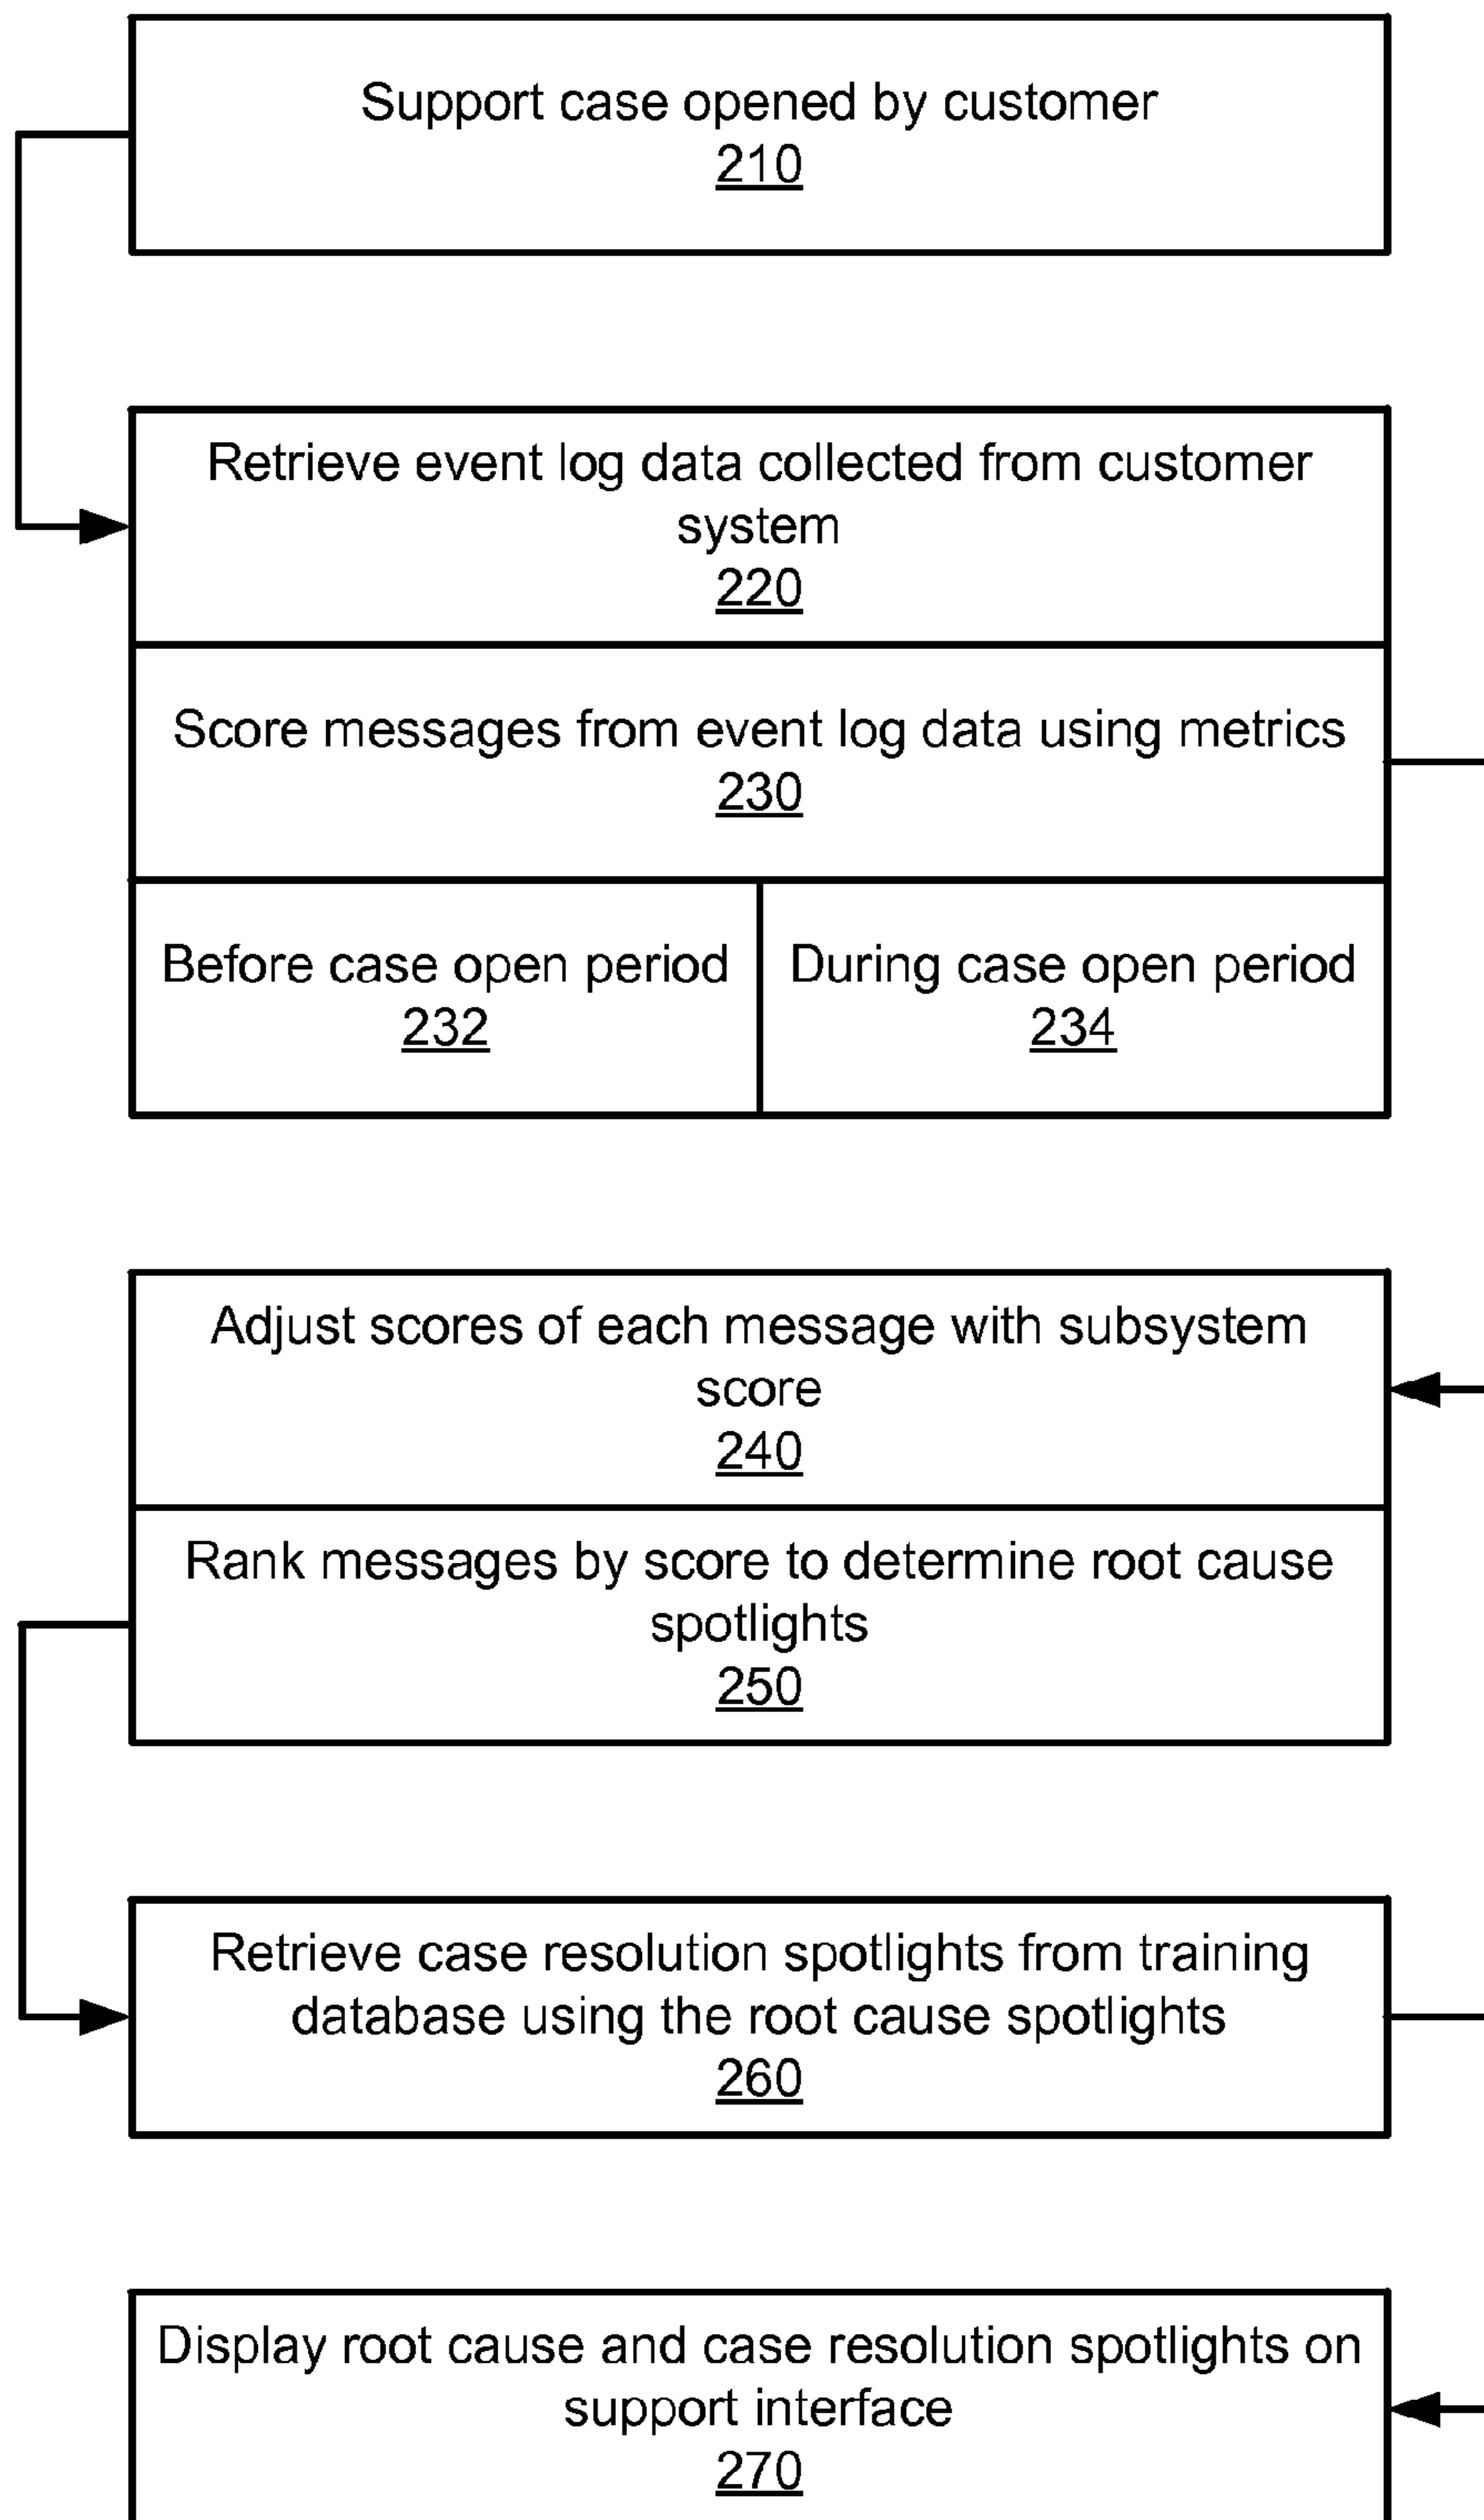 Support case opened by customer
210
Retrieve event log data collected from customer
system
220
Score messages from event log data using metrics
230
Before case open period
232
During case open period
234
Adjust scores of each message with subsystem
score
240
Rank messages by score to determine root cause
spotlights
250
Retrieve case resolution spotlights from training
database using the root cause spotlights
260
Display root cause and case resolution spotlights on
support interface
270